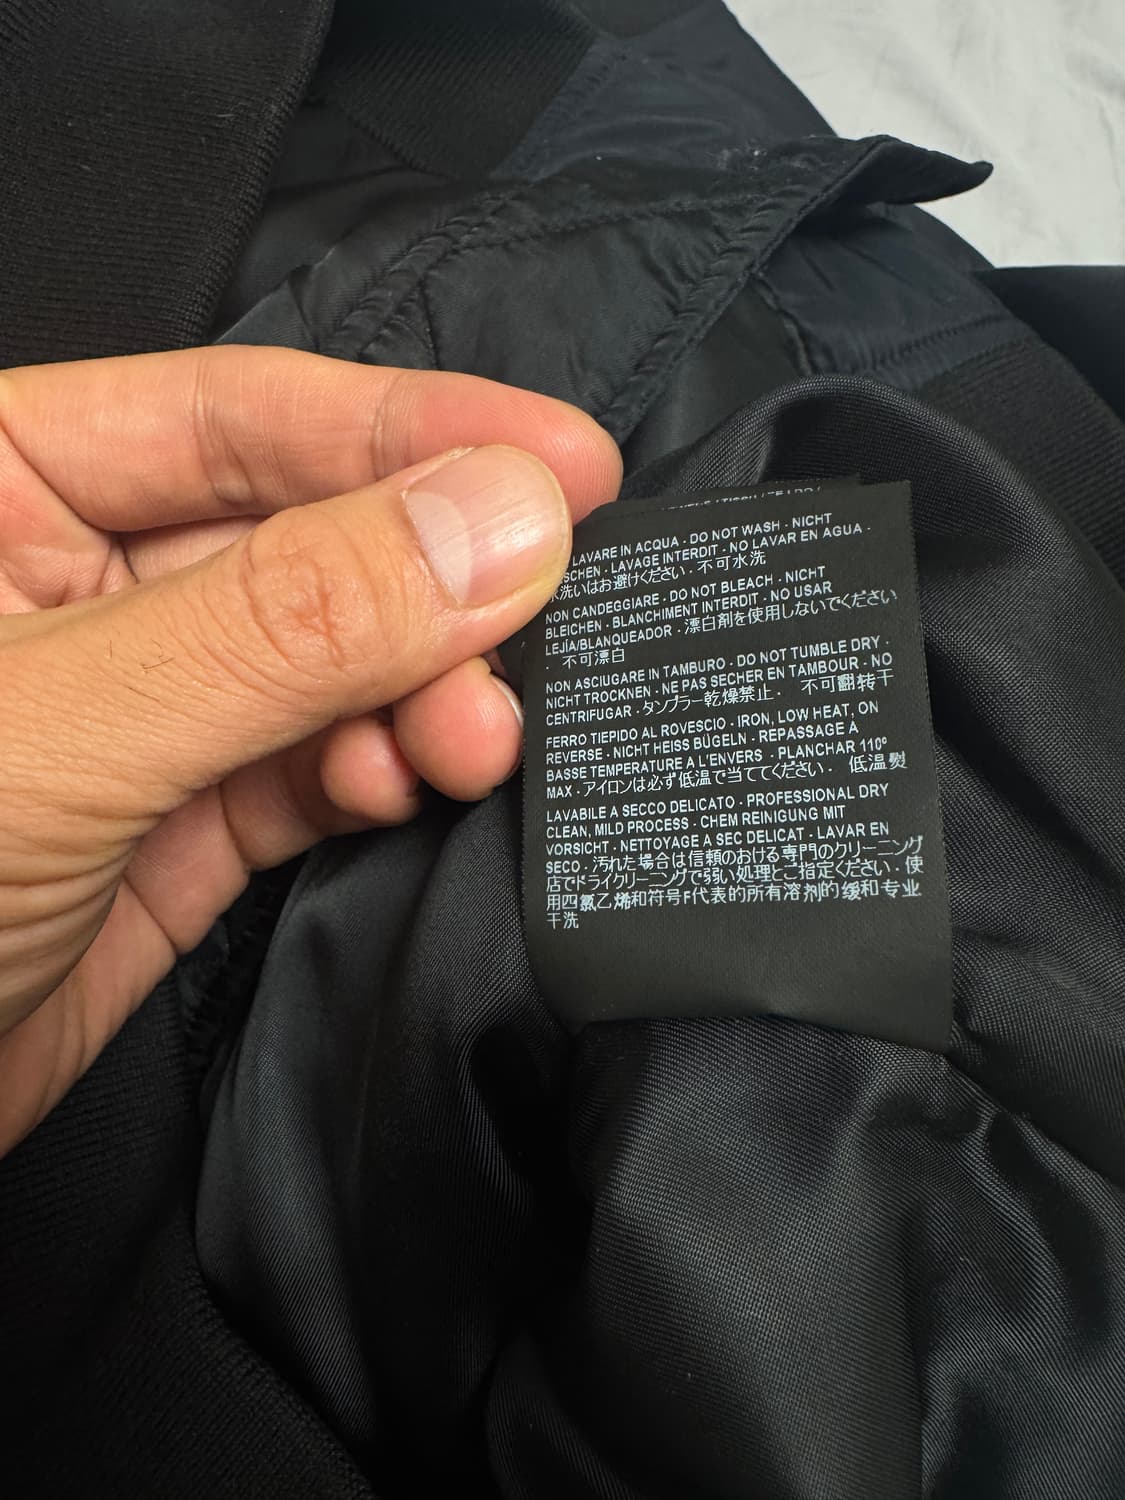 LAVARE IN ACQUA - DO NOT WASH - NICHT
SCHEN - LAVAGE INTERDIT - NO LAVAR EN AGUA -
水洗いはお避けください - 不可水洗
NON CANDEGGIARE - DO NOT BLEACH - NICHT
BLEICHEN - BLANCHIMENT INTERDIT - NO USAR
LEJÍA/BLANQUEADOR - 漂白剤を使用しないでください
- 不可漂白
NON ASCIUGARE IN TAMBURO - DO NOT TUMBLE DRY -
NICHT TROCKNEN - NE PAS SECHER EN TAMBOUR - NO
CENTRIFUGAR - タンブラー乾燥禁止 - 不可翻转干
FERRO TIEPIDO AL ROVESCIO - IRON, LOW HEAT, ON
REVERSE - NICHT HEISS BÜGELN - REPASSAGE À
BASSE TEMPERATURE A L'ENVERS - PLANCHAR 110º
MAX - アイロンは必ず低温で当ててください - 低温熨
LAVABILE A SECCO DELICATO - PROFESSIONAL DRY
CLEAN, MILD PROCESS - CHEM REINIGUNG MIT
VORSICHT - NETTOYAGE A SEC DELICAT - LAVAR EN
SECO - 汚れた場合は信頼のおける専門のクリーニング
店でドライクリーニングで弱い処理とご指定ください - 使
用四氯乙烯和符号F代表的所有溶剂的缓和专业
干洗